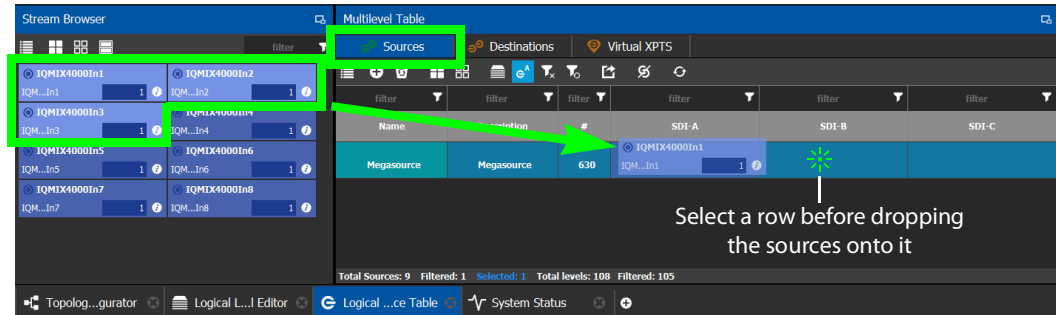 Stream Browser
Multilevel Table
filter
Sources
Destinations
Virtual XPTS
IQMIX4000In1
IQMIX4000In2
IQM...In1 1
IQM...In2 1
IQMIX4000In3
IQMIX4000In4
IQM...In3 1
IQM...In4 1
IQMIX4000In5
IQMIX4000In6
IQM...In5 1
IQM...In6 1
IQMIX4000In7
IQMIX4000In8
IQM...In7 1
IQM...In8 1
filter filter filter filter filter filter
Name Description # SDI-A SDI-B SDI-C
Megasource Megasource 630
IQMIX4000In1
IQM...In1 1
Select a row before dropping
the sources onto it
Total Sources: 9 Filtered: 1 Selected: 1 Total levels: 108 Filtered: 105
Topolog...gurator
Logical L...l Editor
Logical ...ce Table
System Status